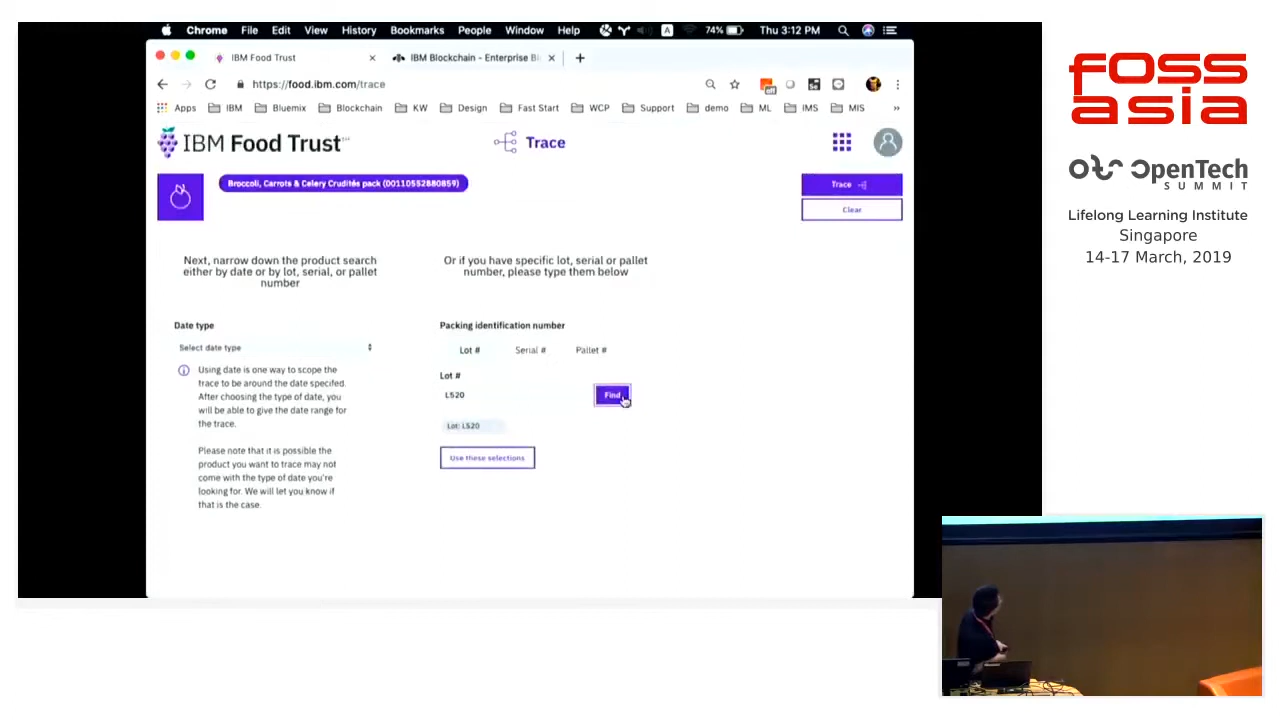 Chrome File Edit View History Bookmarks People Window Help A 74% Thu 3:12 PM
IBM Food Trust × IBM Blockchain - Enterprise Bl × +
https://food.ibm.com/trace
Apps IBM Bluemix Blockchain KW Design Fast Start WCP Support demo ML IMS MIS »
IBM Food Trust
Trace
Broccoli, Carrots & Celery Crudités pack (00110552880859)
Trace
Clear
Next, narrow down the product search
either by date or by lot, serial, or pallet
number
Or if you have specific lot, serial or pallet
number, please type them below
Date type
Select date type
Using date is one way to scope the
trace to be around the date specifed.
After choosing the type of date, you
will be able to give the date range for
the trace.
Please note that it is possible the
product you want to trace may not
come with the type of date you're
looking for. We will let you know if
that is the case.
Packing identification number
Lot # Serial # Pallet #
Lot #
L520
Find
Lot: L520
Use these selections
foss
asia
OpenTech
SUMMIT
Lifelong Learning Institute
Singapore
14-17 March, 2019